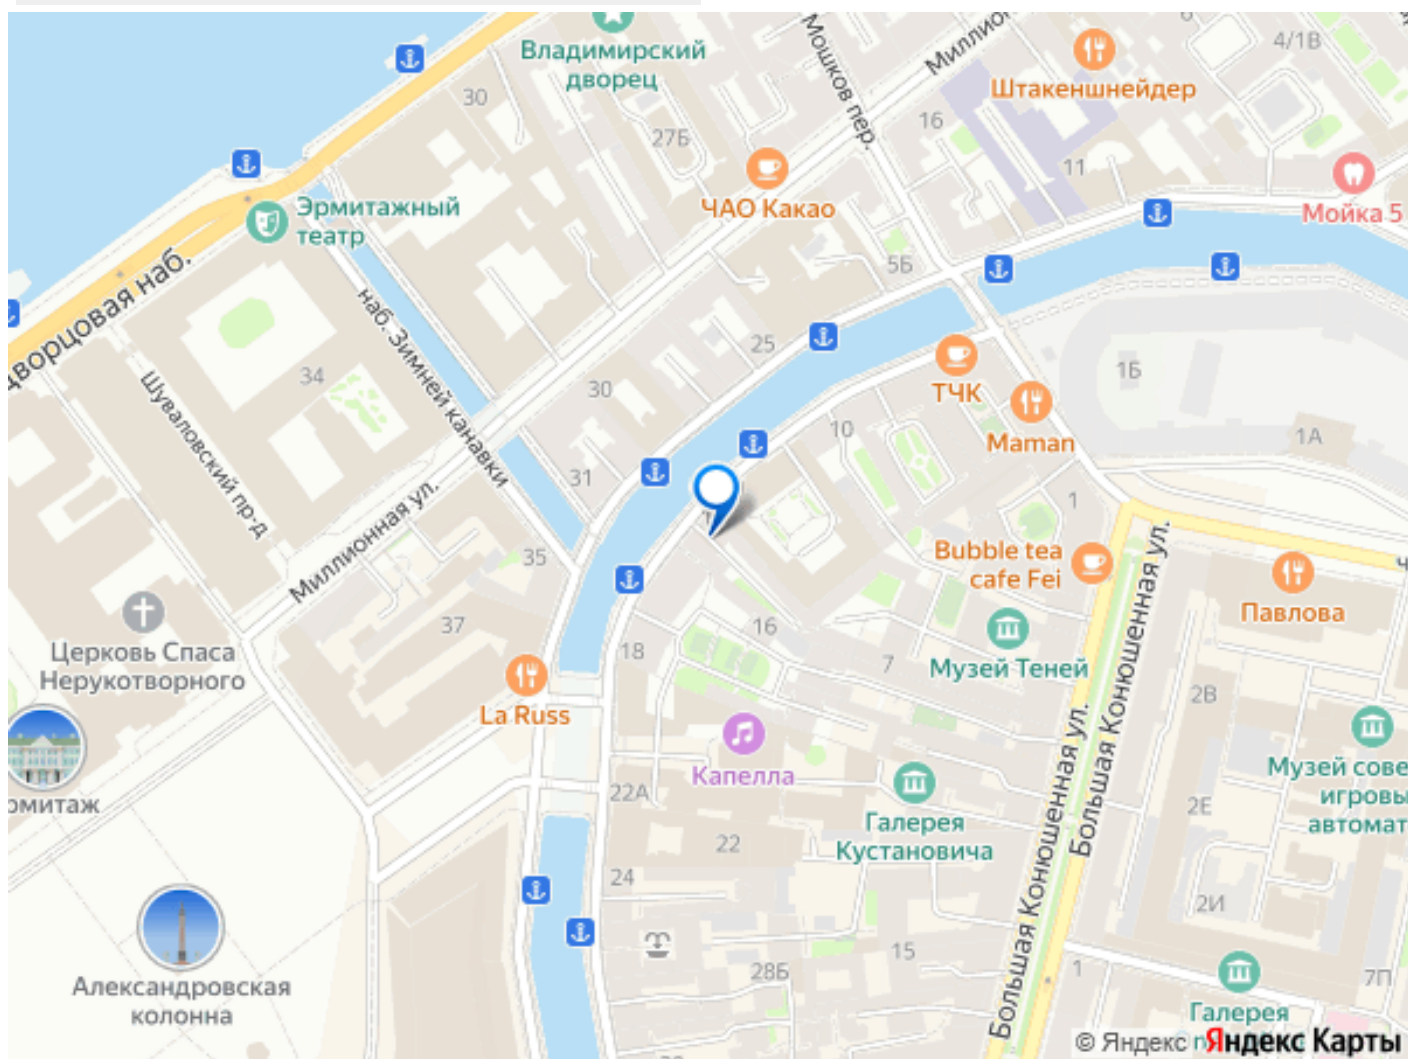 Владимирский
дворец
30
27Б
Мошков пер.
Миллионн
6
4/1В
Штакеншнейдер
16
11
Мойка 5
ЧАО Какао
5Б
Эрмитажный
театр
Дворцовая наб.
наб. Зимней канавки
Шуваловский пр-д
34
25
30
31
Миллионная ул.
35
37
ТЧК
Maman
1Б
1А
10
1
Bubble tea
cafe Fei
Павлова
Музей Теней
16
7
18
Церковь Спаса
Нерукотворного
La Russ
Капелла
22А
22
24
Галерея
Кустановича
Большая Конюшенная ул.
Большая Конюшенная ул.
2В
2Е
2И
Музей сове
игровы
автомат
рмитаж
Александровская
колонна
28Б
15
1
7П
Галерея
© Яндекс Яндекс Карты